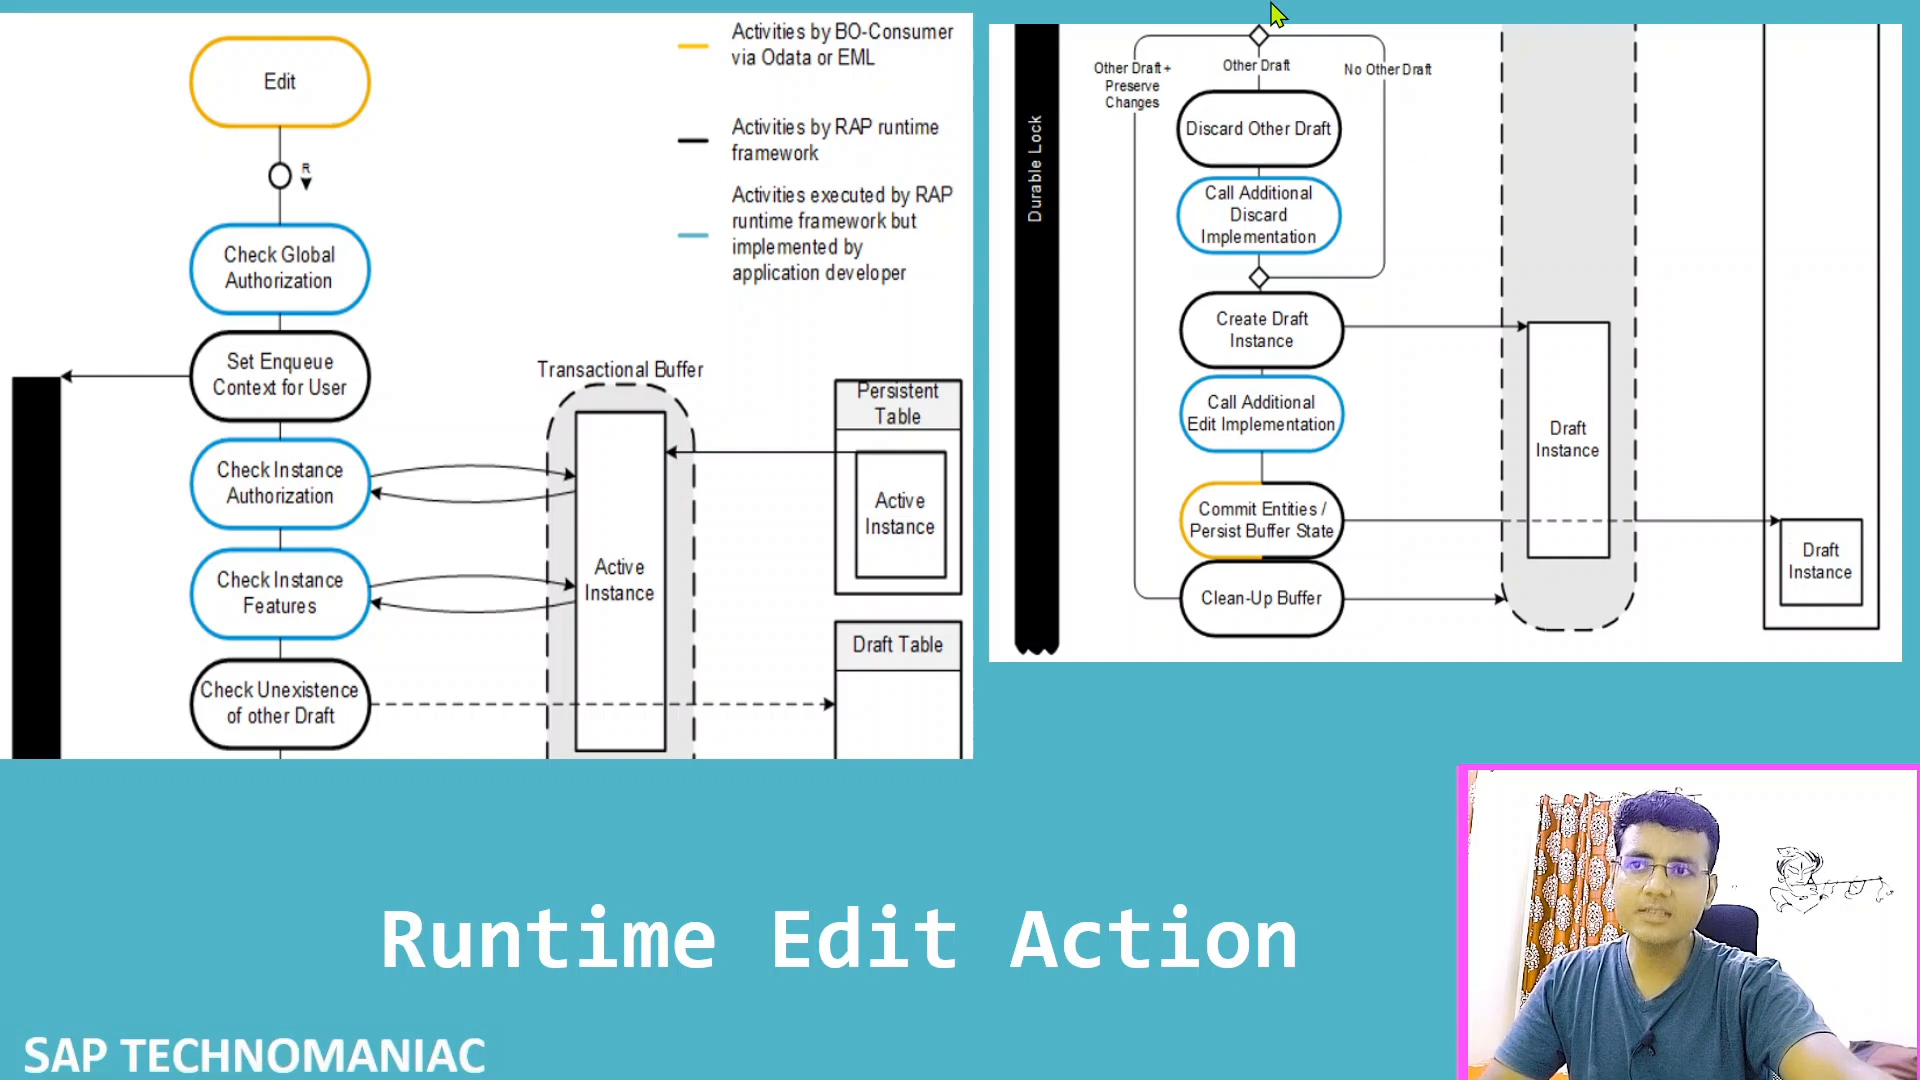 Edit
R
Check Global
Authorization
Set Enqueue
Context for User
Check Instance
Authorization
Check Instance
Features
Check Unexistence
of other Draft
Activities by BO-Consumer
via Odata or EML
Activities by RAP runtime
framework
Activities executed by RAP
runtime framework but
implemented by
application developer
Transactional Buffer
Active
Instance
Persistent
Table
Active
Instance
Draft Table
Durable Lock
Other Draft +
Preserve
Changes
Other Draft
No Other Draft
Discard Other Draft
Call Additional
Discard
Implementation
Create Draft
Instance
Call Additional
Edit Implementation
Commit Entities /
Persist Buffer State
Clean-Up Buffer
Draft
Instance
Draft
Instance
Runtime Edit Action
SAP TECHNOMANIAC